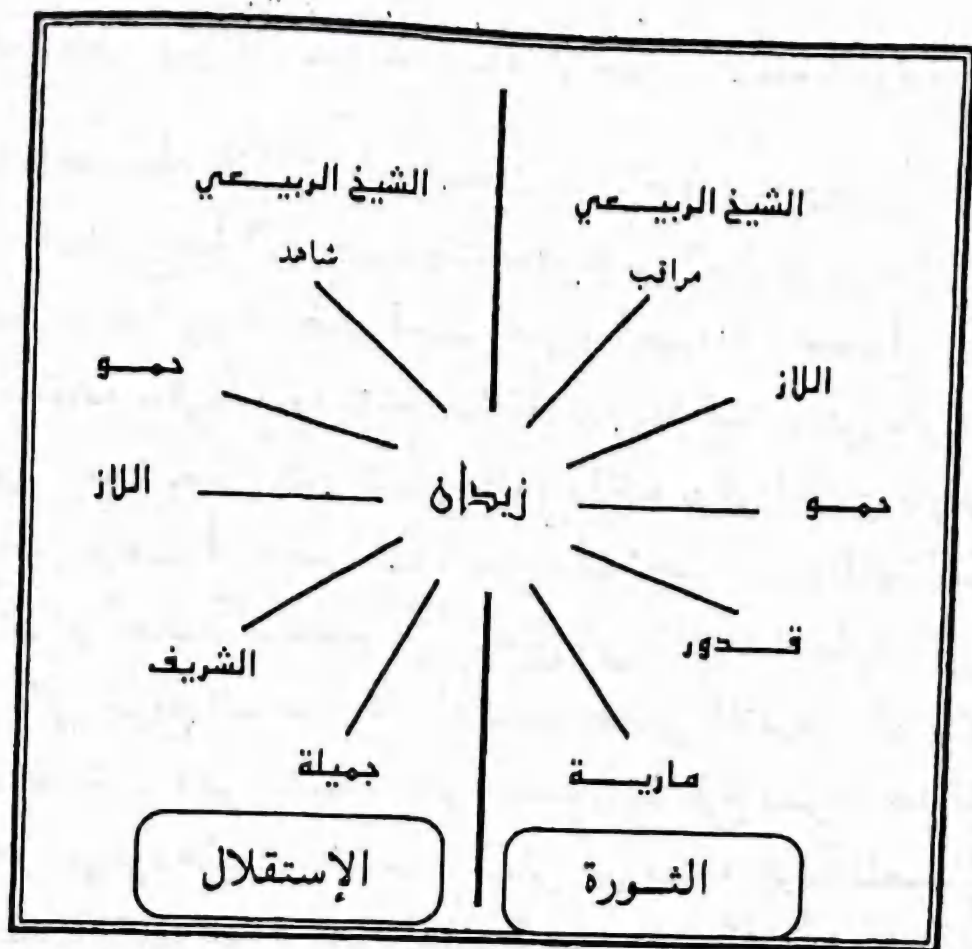 الشيخ الربيعي
مراقب
اللاز
حمو
قدور
مارية
الثورة
الشيخ الربيعي
شاهد
حمو
اللاز
الشريف
جميلة
الإستقلال
زيدان